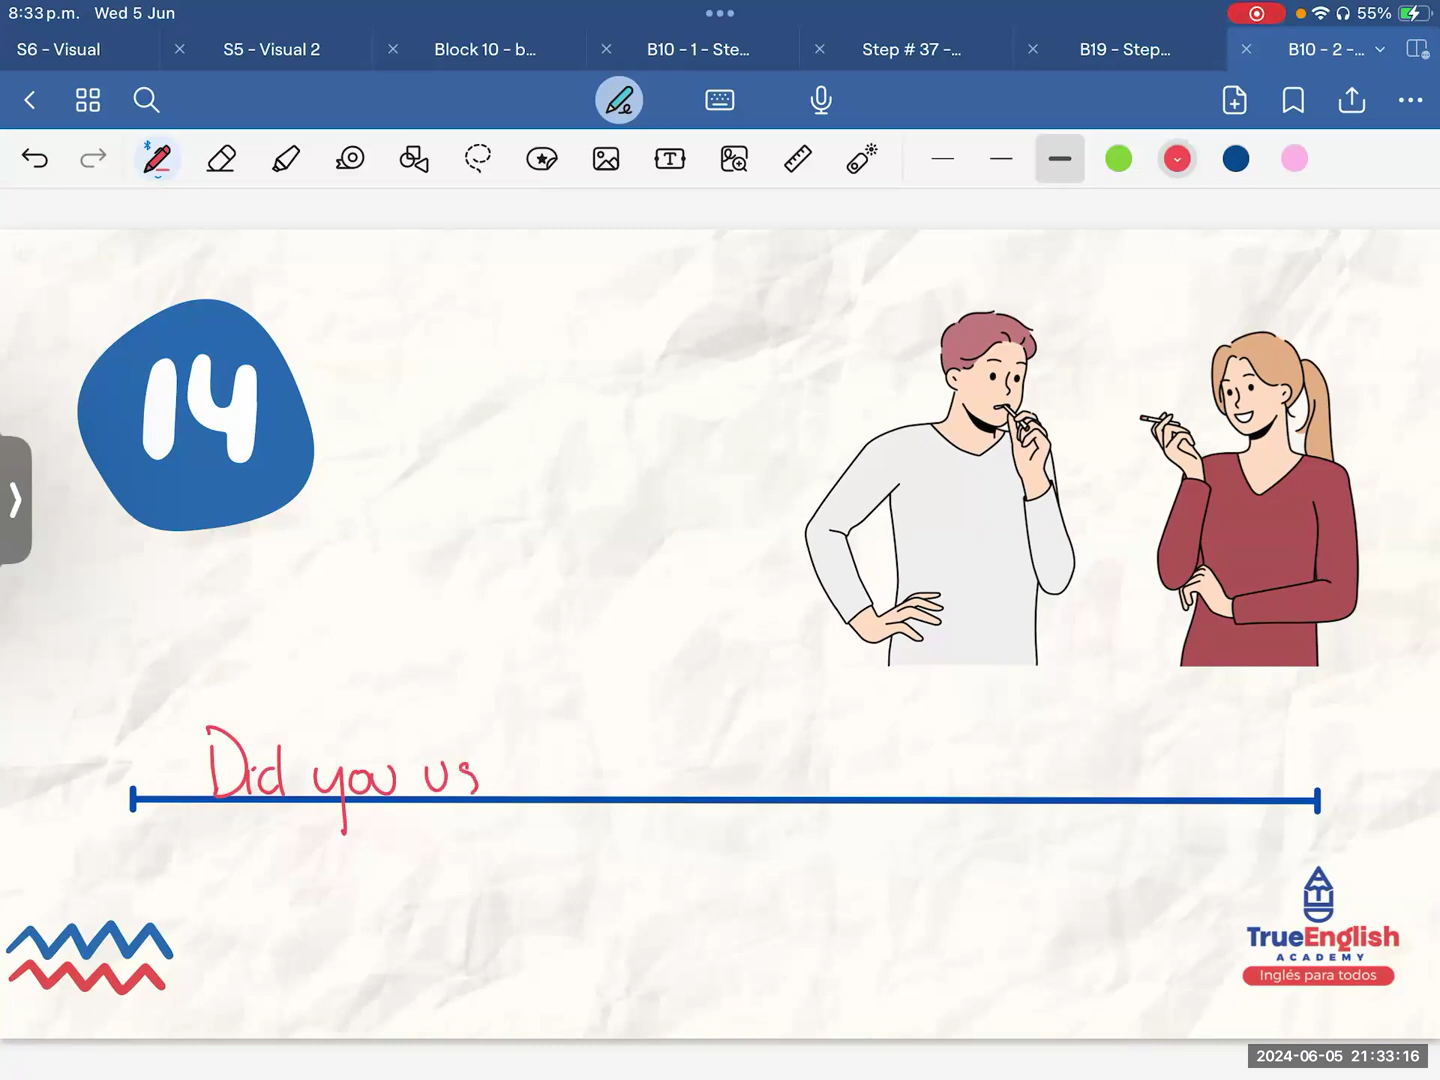 8:33 p.m. Wed 5 Jun
55%
S6 - Visual
S5 - Visual 2
Block 10 - b...
B10 - 1 - Ste...
Step # 37 -...
B19 - Step...
B10 - 2 -...
14
Did you us
TrueEnglish
ACADEMY
Inglés para todos
2024-06-05 21:33:16